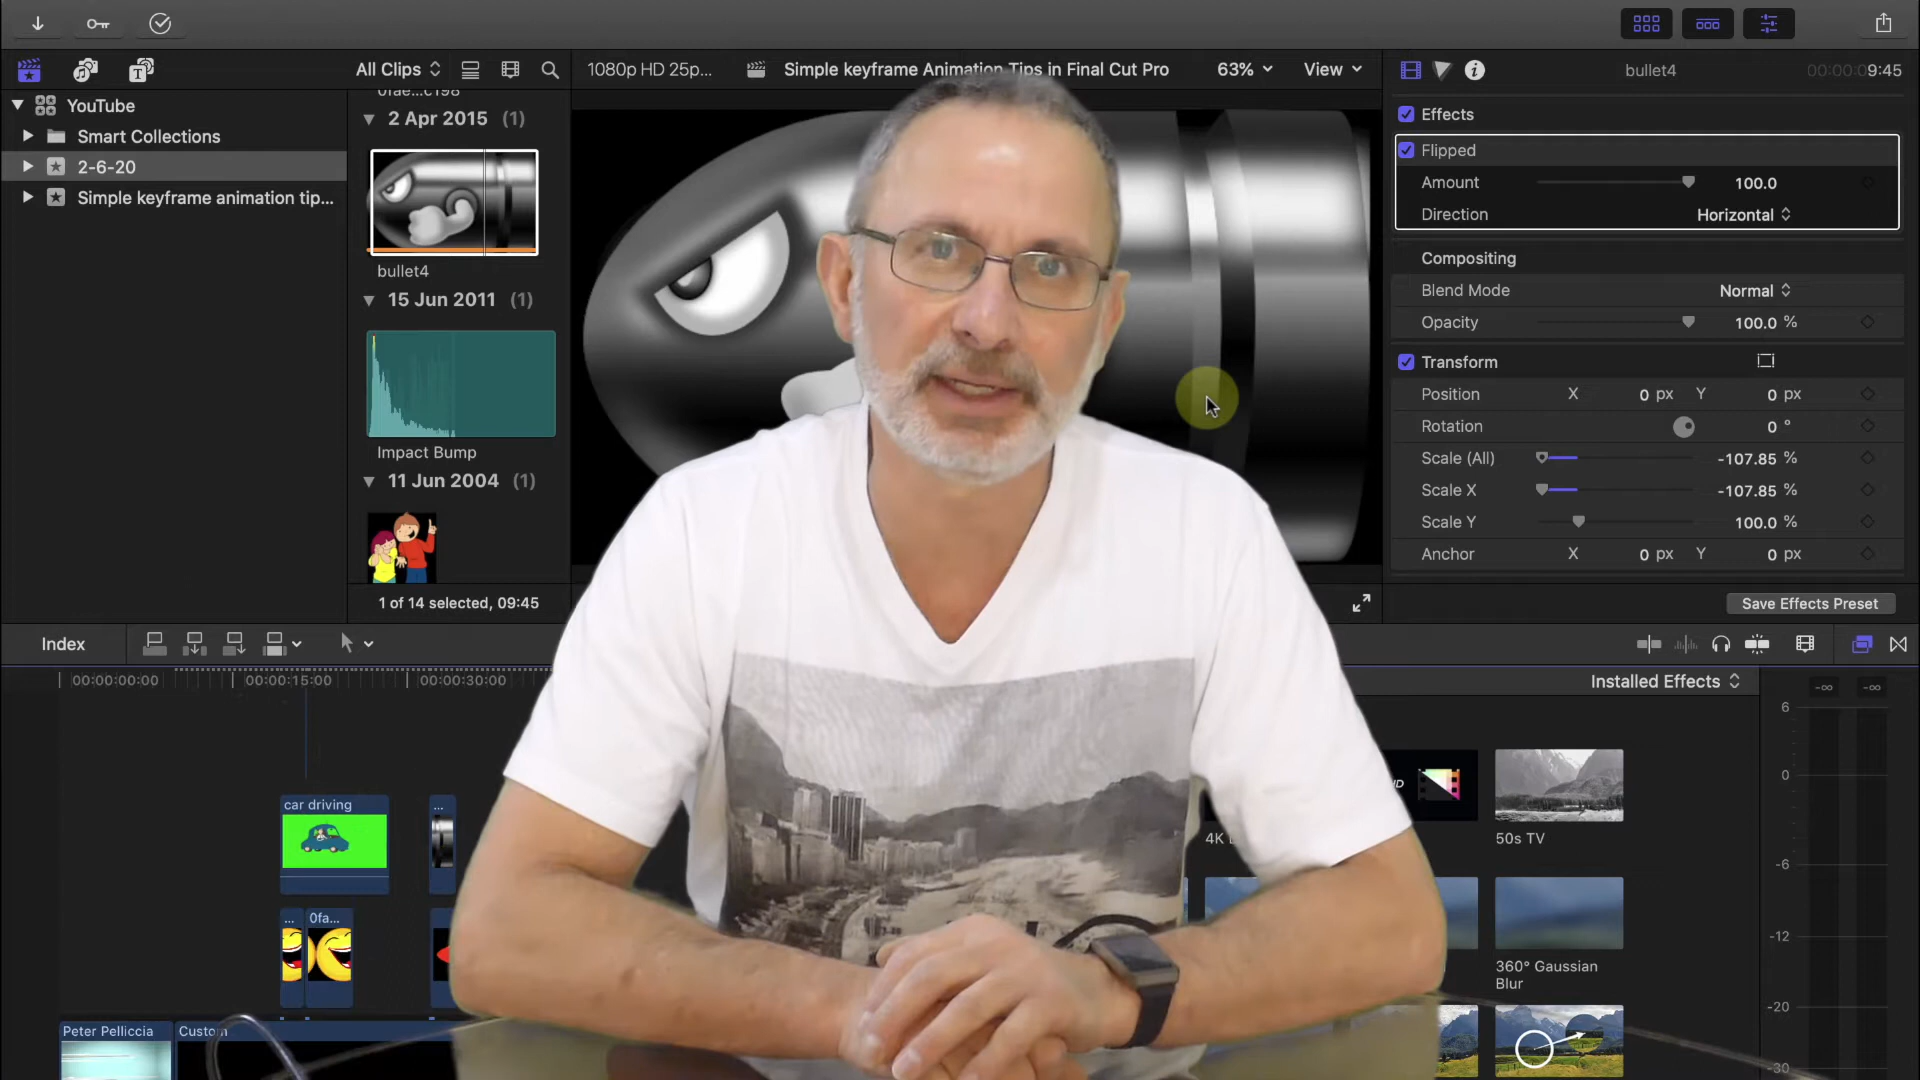 All Clips
1080p HD 25p...
Simple keyframe Animation Tips in Final Cut Pro
63%
View
bullet4
00:00:09:45
YouTube
Smart Collections
2-6-20
Simple keyframe animation tip...
2 Apr 2015 (1)
bullet4
15 Jun 2011 (1)
Impact Bump
11 Jun 2004 (1)
1 of 14 selected, 09:45
Effects
Flipped
Amount 100.0
Direction Horizontal
Compositing
Blend Mode Normal
Opacity 100.0 %
Transform
Position X 0 px Y 0 px
Rotation 0 °
Scale (All) -107.85 %
Scale X -107.85 %
Scale Y 100.0 %
Anchor X 0 px Y 0 px
Save Effects Preset
Index
00:00:00:00 00:00:15:00 00:00:30:00
Installed Effects
-∞ -∞
6
0
-6
-12
-20
-30
car driving
...
... 0fa...
Peter Pelliccia
Custom
50s TV
360° Gaussian
Blur